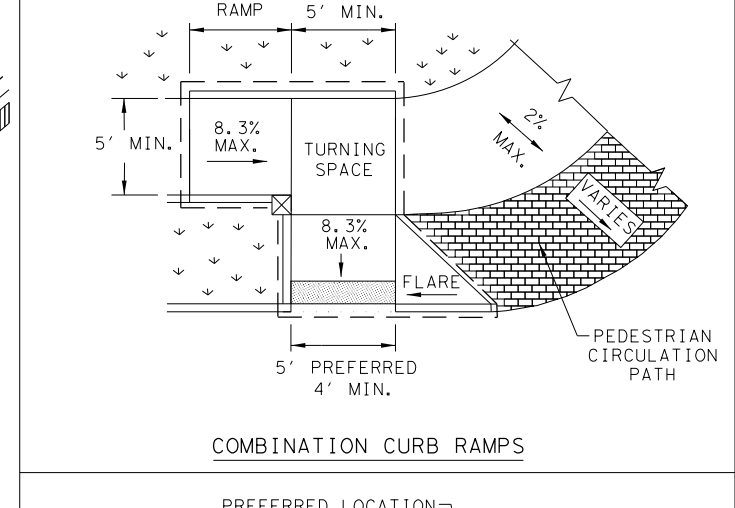 RAMP
5' MIN.
5' MIN.
8.3%
MAX.
TURNING
SPACE
2%
MAX.
VARIES
8.3%
MAX.
FLARE
PEDESTRIAN
CIRCULATION
PATH
5' PREFERRED
4' MIN.
COMBINATION CURB RAMPS
PREFERRED LOCATION